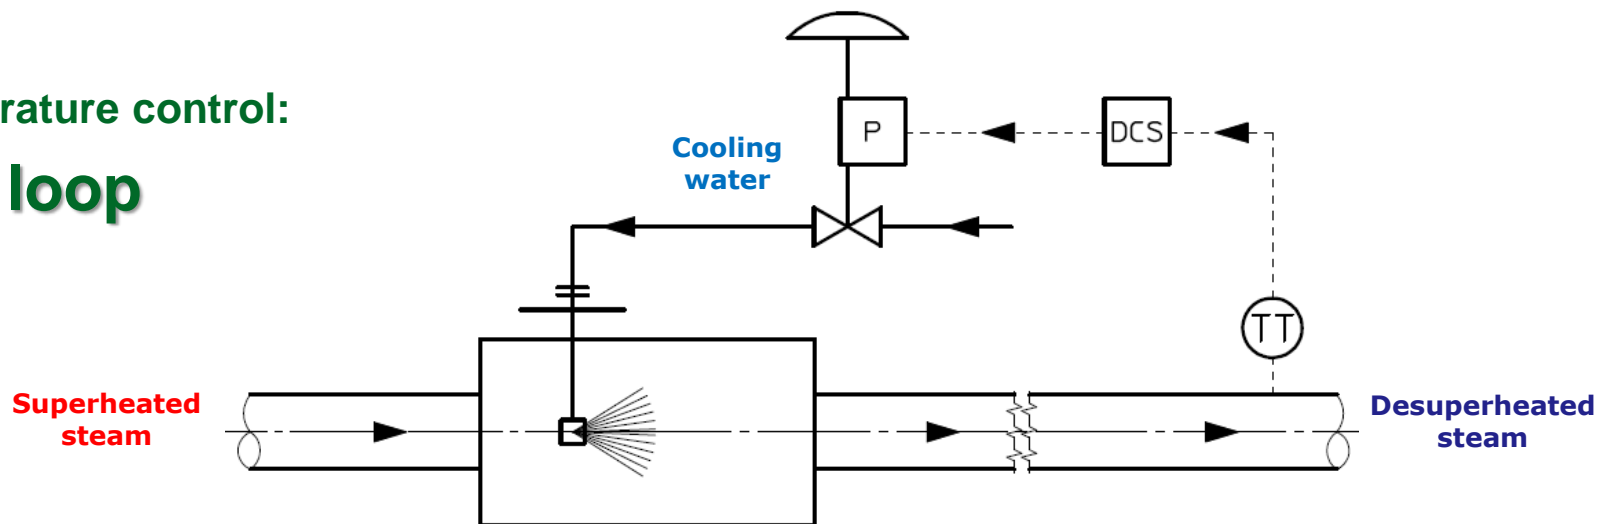 rature control:
loop
Cooling
water
P
DCS
TT
Superheated
steam
Desuperheated
steam